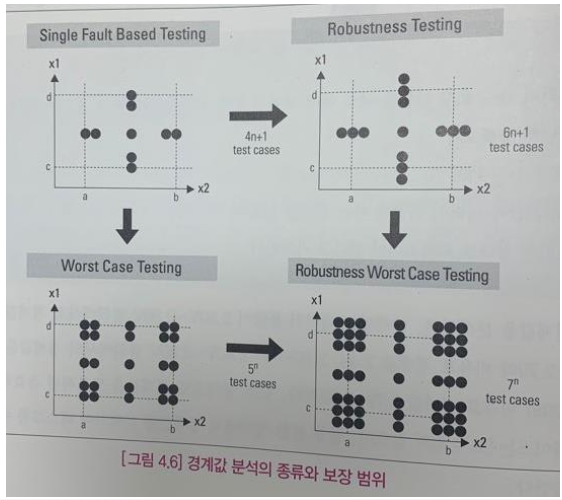 Single Fault Based Testing
Robustness Testing
x1
d
c
a
b
x2
4n+1
test cases
x1
d
c
a
b
x2
6n+1
test cases
Worst Case Testing
Robustness Worst Case Testing
x1
d
c
a
b
x2
5ⁿ
test cases
x1
d
c
a
b
x2
7ⁿ
test cases
[그림 4.6] 경계값 분석의 종류와 보장 범위